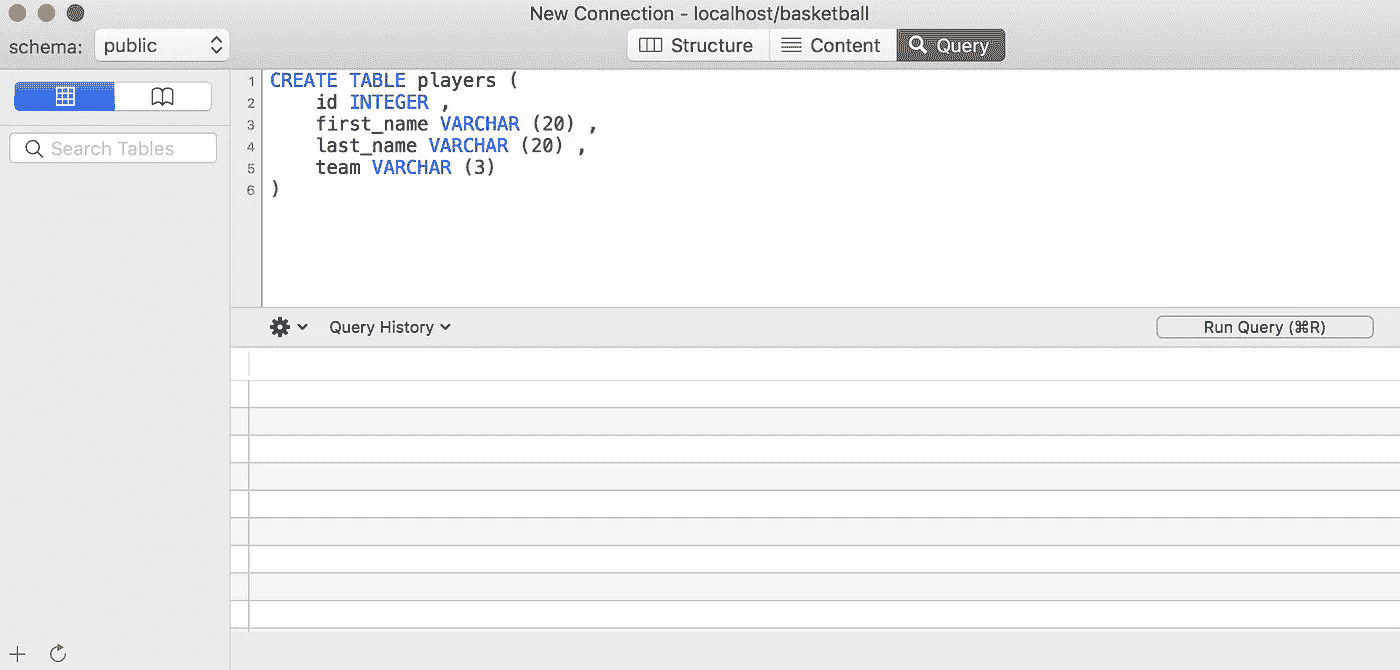 New Connection - localhost/basketball
schema: public
Structure Content Query
Search Tables
1 CREATE TABLE players (
2 id INTEGER ,
3 first_name VARCHAR (20) ,
4 last_name VARCHAR (20) ,
5 team VARCHAR (3)
6 )
Query History Run Query (⌘R)